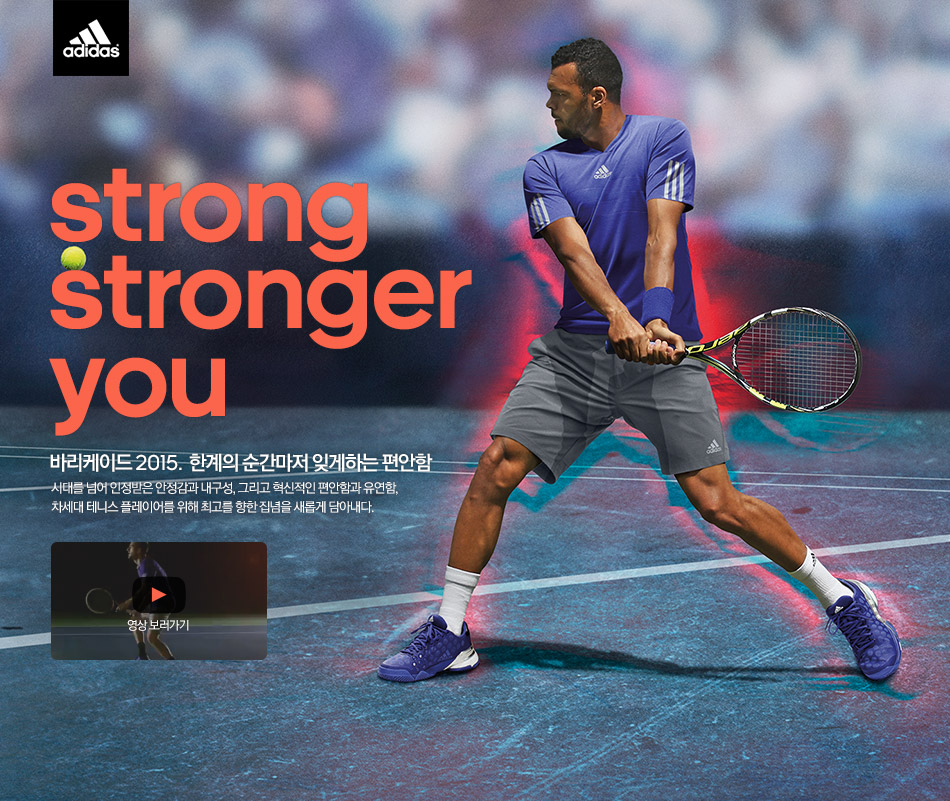 adidas
strong
stronger
you
바리케이드 2015. 한계의 순간마저 잊게하는 편안함
시대를 넘어 인정받은 안정감과 내구성, 그리고 혁신적인 편안함과 유연함,
차세대 테니스 플레이어를 위해 최고를 향한 집념을 새롭게 담아내다.
영상 보러가기
adidas
adidas